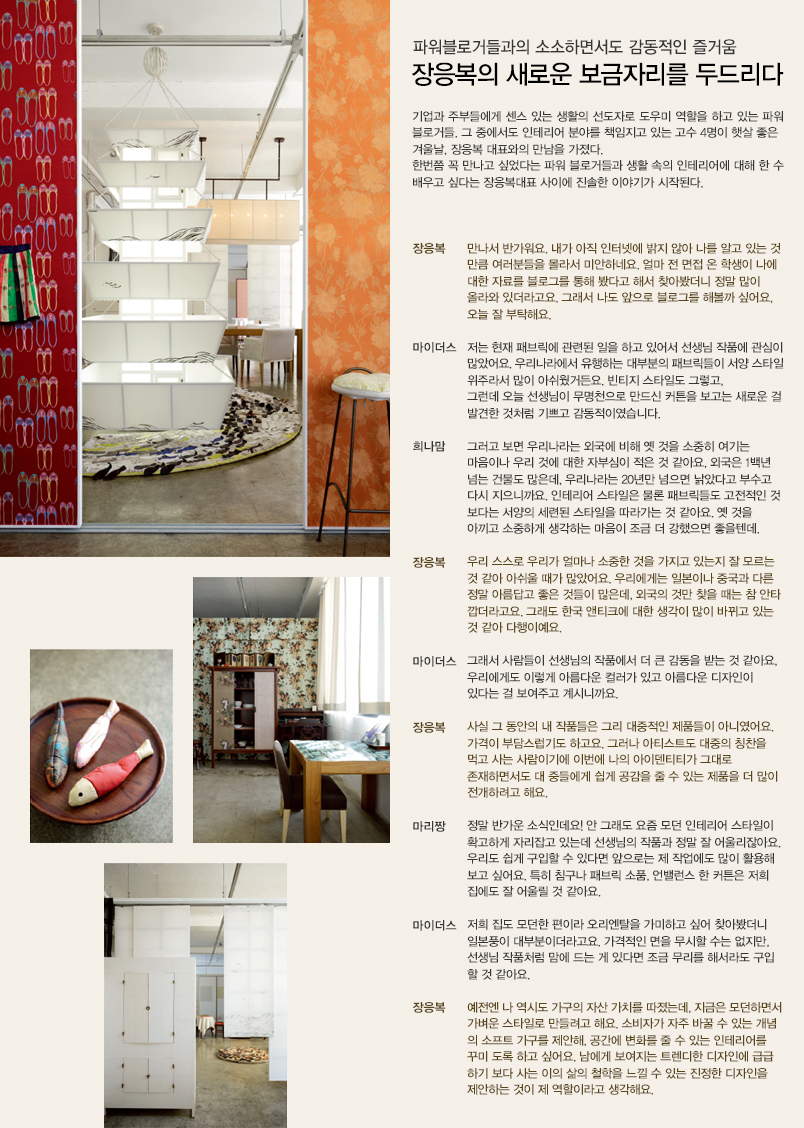 파워블로거들과의 소소하면서도 감동적인 즐거움
장응복의 새로운 보금자리를 두드리다
기업과 주부들에게 센스 있는 생활의 선도자로 도우미 역할을 하고 있는 파워
블로거들. 그 중에서도 인테리어 분야를 책임지고 있는 고수 4명이 햇살 좋은
겨울날, 장응복 대표와의 만남을 가졌다.
한번쯤 꼭 만나고 싶었다는 파워 블로거들과 생활 속의 인테리어에 대해 한 수
배우고 싶다는 장응복대표 사이에 진솔한 이야기가 시작된다.
장응복 만나서 반가워요. 내가 아직 인터넷에 밝지 않아 나를 알고 있는 것
만큼 여러분들을 몰라서 미안하네요. 얼마 전 면접 온 학생이 나에
대한 자료를 블로그를 통해 봤다고 해서 찾아봤더니 정말 많이
올라와 있더라고요. 그래서 나도 앞으로 블로그를 해볼까 싶어요.
오늘 잘 부탁해요.
마이더스 저는 현재 패브릭에 관련된 일을 하고 있어서 선생님 작품에 관심이
많았어요. 우리나라에서 유행하는 대부분의 패브릭들이 서양 스타일
위주라서 많이 아쉬웠거든요. 빈티지 스타일도 그렇고.
그런데 오늘 선생님이 무명천으로 만드신 커튼을 보고는 새로운 걸
발견한 것처럼 기쁘고 감동적이였습니다.
희나맘 그러고 보면 우리나라는 외국에 비해 옛 것을 소중히 여기는
마음이나 우리 것에 대한 자부심이 적은 것 같아요. 외국은 1백년
넘는 건물도 많은데, 우리나라는 20년만 넘으면 낡았다고 부수고
다시 지으니까요. 인테리어 스타일은 물론 패브릭들도 고전적인 것
보다는 서양의 세련된 스타일을 따라가는 것 같아요. 옛 것을
아끼고 소중하게 생각하는 마음이 조금 더 강했으면 좋을텐데.
장응복 우리 스스로 우리가 얼마나 소중한 것을 가지고 있는지 잘 모르는
것 같아 아쉬울 때가 많았어요. 우리에게는 일본이나 중국과 다른
정말 아름답고 좋은 것들이 많은데, 외국의 것만 찾을 때는 참 안타
깝더라고요. 그래도 한국 앤티크에 대한 생각이 많이 바뀌고 있는
것 같아 다행이예요.
마이더스 그래서 사람들이 선생님의 작품에서 더 큰 감동을 받는 것 같아요.
우리에게도 이렇게 아름다운 컬러가 있고 아름다운 디자인이
있다는 걸 보여주고 계시니까요.
장응복 사실 그 동안의 내 작품들은 그리 대중적인 제품들이 아니였어요.
가격이 부담스럽기도 하고요. 그러나 아티스트도 대중의 칭찬을
먹고 사는 사람이기에 이번에 나의 아이덴티티가 그대로
존재하면서도 대 중들에게 쉽게 공감을 줄 수 있는 제품을 더 많이
전개하려고 해요.
마리짱 정말 반가운 소식인데요! 안 그래도 요즘 모던 인테리어 스타일이
확고하게 자리잡고 있는데 선생님의 작품과 정말 잘 어울리잖아요.
우리도 쉽게 구입할 수 있다면 앞으로는 제 작업에도 많이 활용해
보고 싶어요. 특히 침구나 패브릭 소품, 언밸런스 한 커튼은 저희
집에도 잘 어울릴 것 같아요.
마이더스 저희 집도 모던한 편이라 오리엔탈을 가미하고 싶어 찾아봤더니
일본풍이 대부분이더라고요. 가격적인 면을 무시할 수는 없지만,
선생님 작품처럼 맘에 드는 게 있다면 조금 무리를 해서라도 구입
할 것 같아요.
장응복 예전엔 나 역시도 가구의 자산 가치를 따졌는데, 지금은 모던하면서
가벼운 스타일로 만들려고 해요. 소비자가 자주 바꿀 수 있는 개념
의 소프트 가구를 제안해, 공간에 변화를 줄 수 있는 인테리어를
꾸미 도록 하고 싶어요. 남에게 보여지는 트렌디한 디자인에 급급
하기 보다 사는 이의 삶의 철학을 느낄 수 있는 진정한 디자인을
제안하는 것이 제 역할이라고 생각해요.